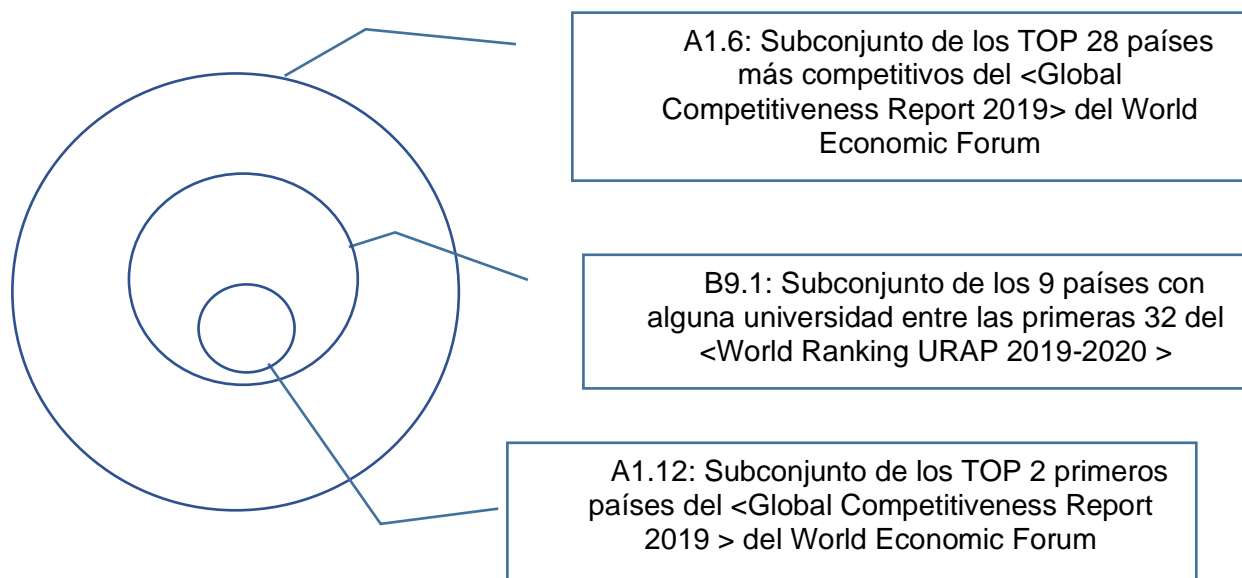 A1.6: Subconjunto de los TOP 28 países
más competitivos del <Global
Competitiveness Report 2019> del World
Economic Forum
B9.1: Subconjunto de los 9 países con
alguna universidad entre las primeras 32 del
<World Ranking URAP 2019-2020 >
A1.12: Subconjunto de los TOP 2 primeros
países del <Global Competitiveness Report
2019 > del World Economic Forum